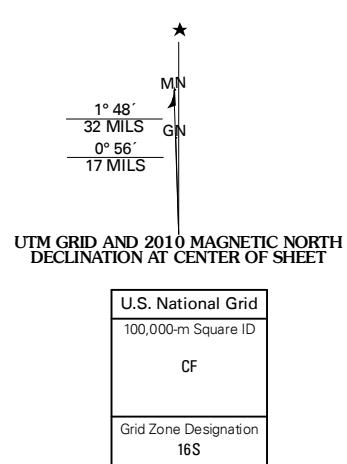 ★
MN
1° 48´
32 MILS
GN
0° 56´
17 MILS
UTM GRID AND 2010 MAGNETIC NORTH
DECLINATION AT CENTER OF SHEET
U.S. National Grid
100,000-m Square ID
CF
Grid Zone Designation
16S